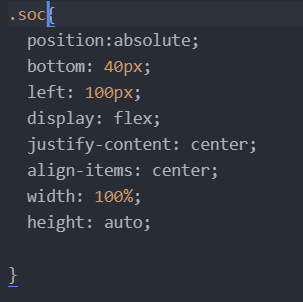 .soc{
position:absolute;
bottom: 40px;
left: 100px;
display: flex;
justify-content: center;
align-items: center;
width: 100%;
height: auto;
}